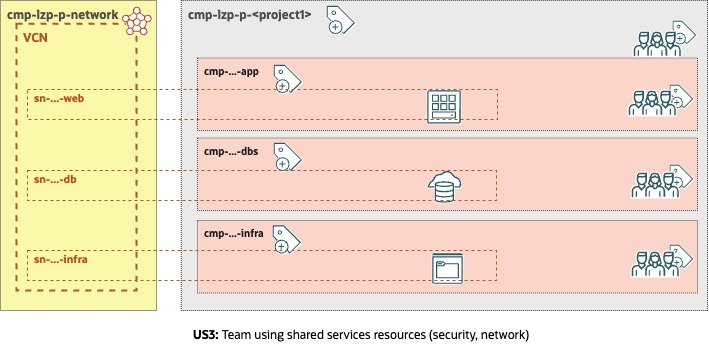 cmp-lzp-p-network
VCN
sn-...-web
sn-...-db
sn-...-infra
cmp-lzp-p-<project1>
cmp-...-app
cmp-...-dbs
cmp-...-infra
US3: Team using shared services resources (security, network)